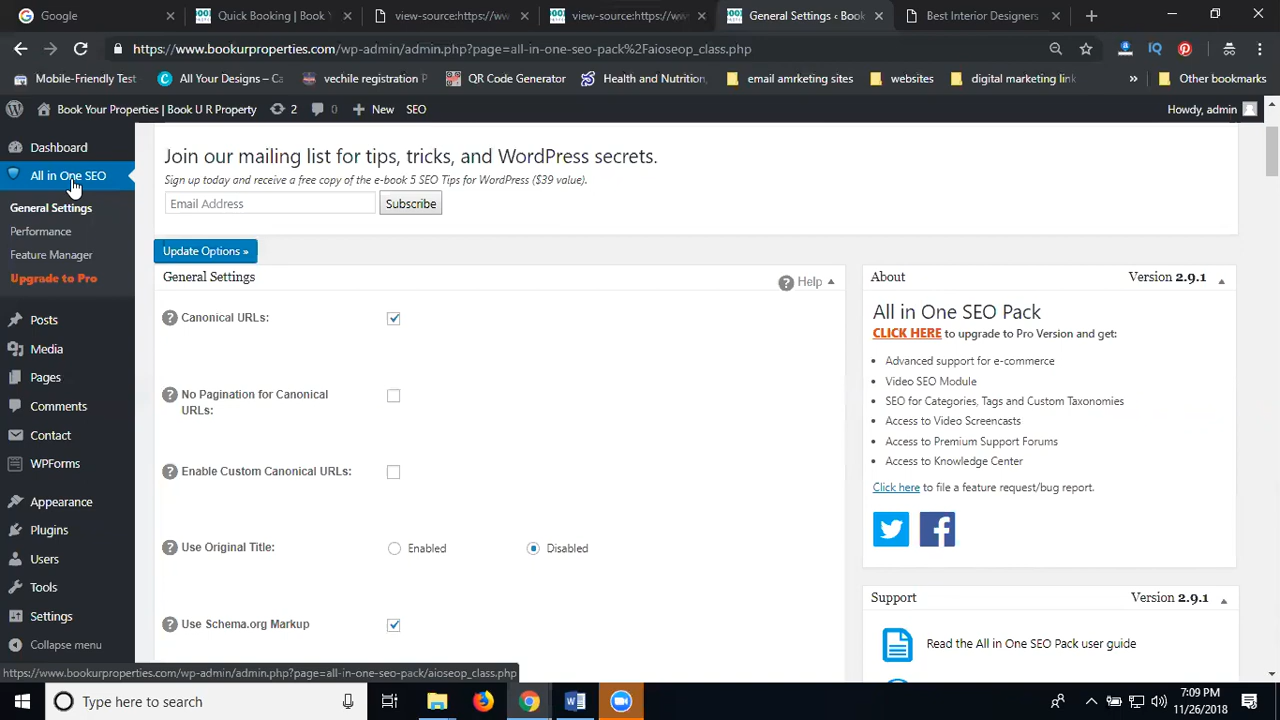 Google
Quick Booking | Book Y
view-source:https://www
view-source:https://www
General Settings ‹ Book
Best Interior Designers
https://www.bookurproperties.com/wp-admin/admin.php?page=all-in-one-seo-pack%2Faioseop_class.php
Mobile-Friendly Test
All Your Designs – Ca
vechile registration P
QR Code Generator
Health and Nutrition,
email amrketing sites
websites
digital marketing link
»
Other bookmarks
Book Your Properties | Book U R Property
2
0
New
SEO
Howdy, admin
Dashboard
All in One SEO
General Settings
Performance
Feature Manager
Upgrade to Pro
Posts
Media
Pages
Comments
Contact
WPForms
Appearance
Plugins
Users
Tools
Settings
Collapse menu
Join our mailing list for tips, tricks, and WordPress secrets.
Sign up today and receive a free copy of the e-book 5 SEO Tips for WordPress ($39 value).
Email Address
Subscribe
Update Options »
General Settings
Help
Canonical URLs:
No Pagination for Canonical
URLs:
Enable Custom Canonical URLs:
Use Original Title:
Enabled
Disabled
Use Schema.org Markup
About
Version 2.9.1
All in One SEO Pack
CLICK HERE to upgrade to Pro Version and get:
• Advanced support for e-commerce
• Video SEO Module
• SEO for Categories, Tags and Custom Taxonomies
• Access to Video Screencasts
• Access to Premium Support Forums
• Access to Knowledge Center
Click here to file a feature request/bug report.
Support
Version 2.9.1
Read the All in One SEO Pack user guide
https://www.bookurproperties.com/wp-admin/admin.php?page=all-in-one-seo-pack/aioseop_class.php
Type here to search
7:09 PM
11/26/2018